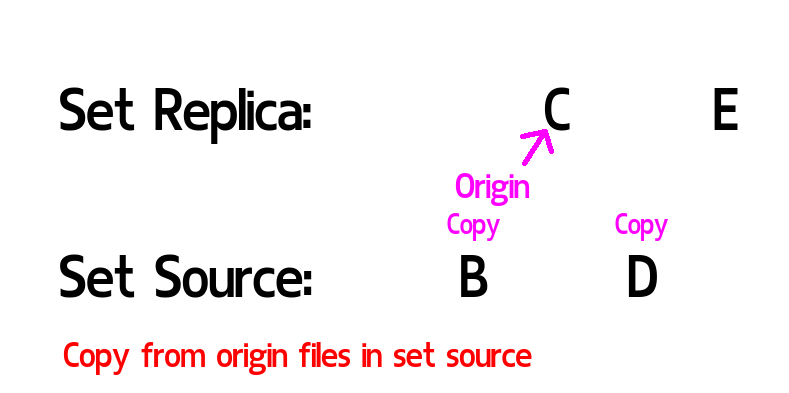 Set Replica: C E
Origin
Copy Copy
Set Source: B D
Copy from origin files in set source